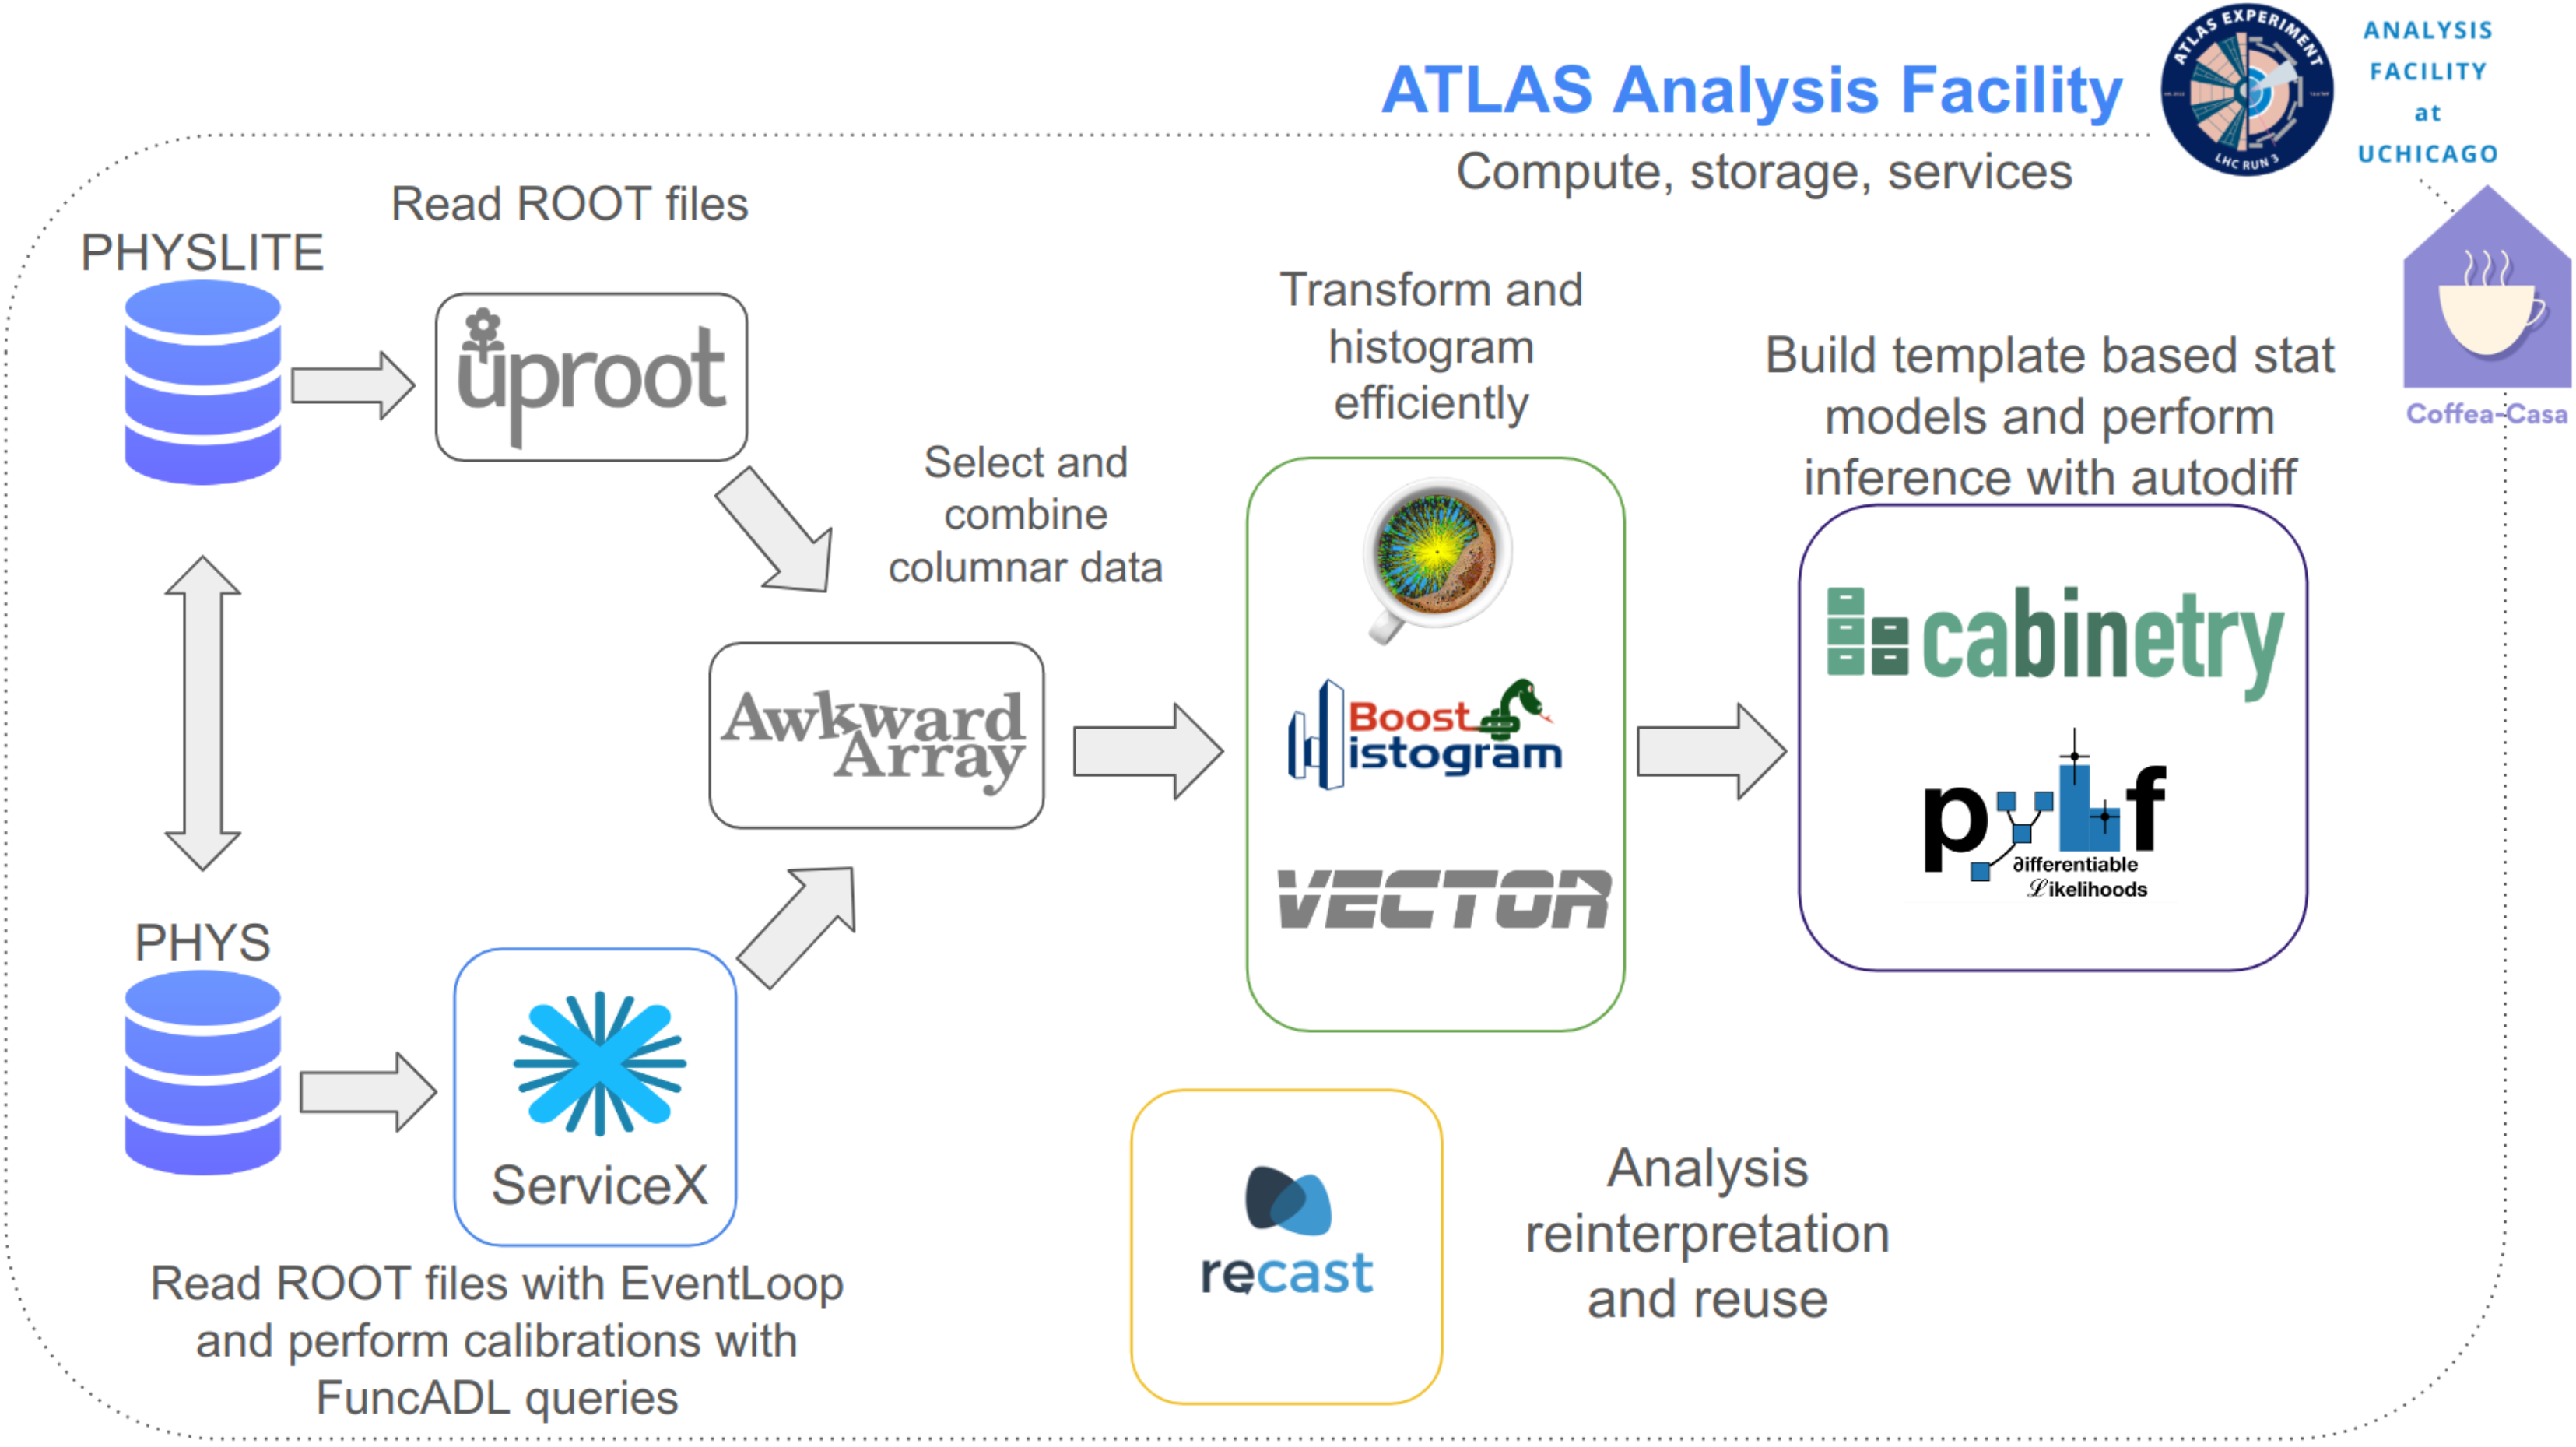 ATLAS Analysis Facility
Compute, storage, services
ATLAS EXPERIMENT
LHC RUN 3
ANALYSIS
FACILITY
at
UCHICAGO
Coffea-Casa
Read ROOT files
PHYSLITE
uproot
Select and
combine
columnar data
Awkward
Array
PHYS
ServiceX
Read ROOT files with EventLoop
and perform calibrations with
FuncADL queries
Transform and
histogram
efficiently
Boost
Histogram
VECTOR
Build template based stat
models and perform
inference with autodiff
cabinetry
pyhf
∂ifferentiable
ℒikelihoods
recast
Analysis
reinterpretation
and reuse